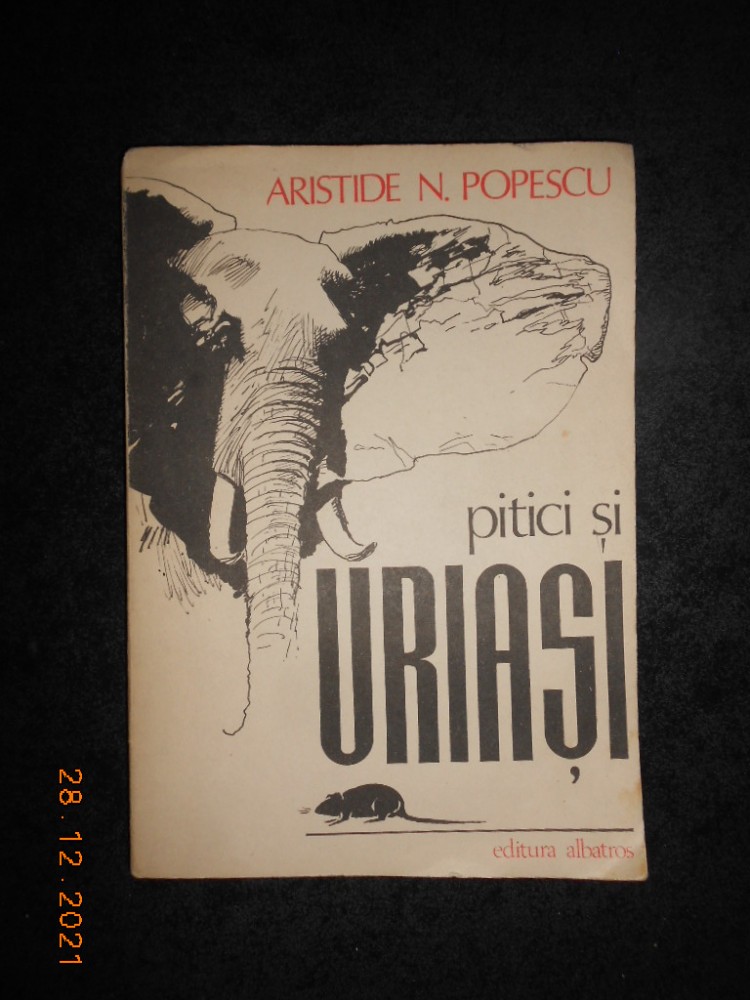 ARISTIDE N. POPESCU
pitici și
URIAȘI
editura albatros
28.12.2021